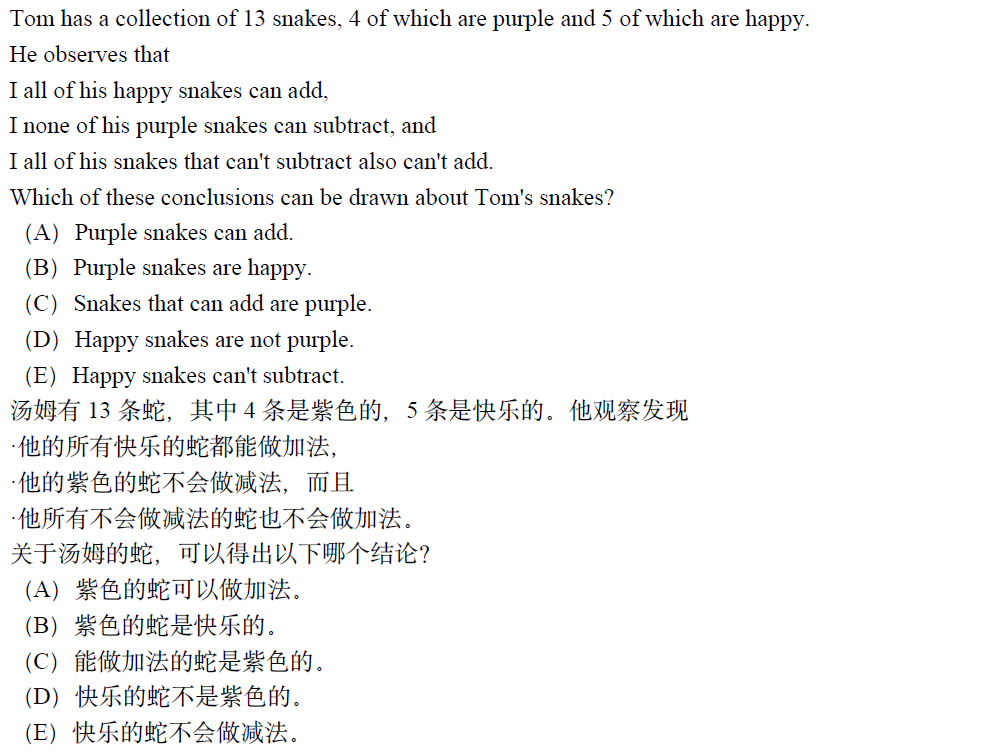 Tom has a collection of 13 snakes, 4 of which are purple and 5 of which are happy.
He observes that
I all of his happy snakes can add,
I none of his purple snakes can subtract, and
I all of his snakes that can't subtract also can't add.
Which of these conclusions can be drawn about Tom's snakes?
（A）Purple snakes can add.
（B）Purple snakes are happy.
（C）Snakes that can add are purple.
（D）Happy snakes are not purple.
（E）Happy snakes can't subtract.
汤姆有 13 条蛇，其中 4 条是紫色的，5 条是快乐的。他观察发现
·他的所有快乐的蛇都能做加法，
·他的紫色的蛇不会做减法，而且
·他所有不会做减法的蛇也不会做加法。
关于汤姆的蛇，可以得出以下哪个结论？
（A）紫色的蛇可以做加法。
（B）紫色的蛇是快乐的。
（C）能做加法的蛇是紫色的。
（D）快乐的蛇不是紫色的。
（E）快乐的蛇不会做减法。